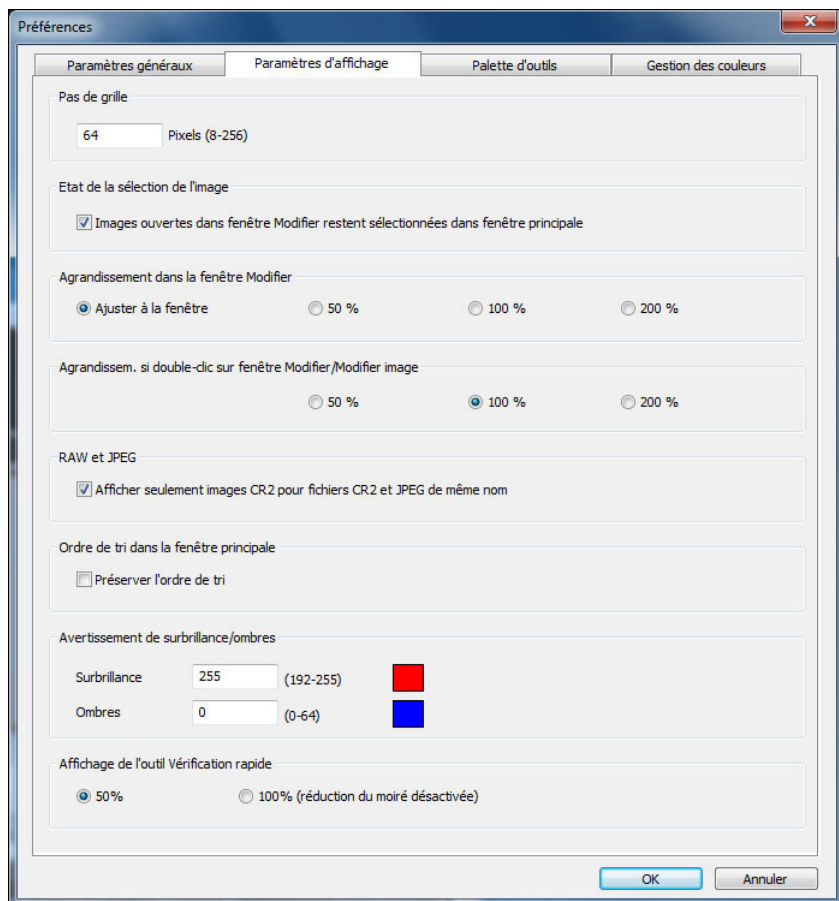 Préférences
Paramètres généraux Paramètres d'affichage Palette d'outils Gestion des couleurs
Pas de grille
64 Pixels (8-256)
Etat de la sélection de l'image
Images ouvertes dans fenêtre Modifier restent sélectionnées dans fenêtre principale
Agrandissement dans la fenêtre Modifier
Ajuster à la fenêtre 50 % 100 % 200 %
Agrandissem. si double-clic sur fenêtre Modifier/Modifier image
50 % 100 % 200 %
RAW et JPEG
Afficher seulement images CR2 pour fichiers CR2 et JPEG de même nom
Ordre de tri dans la fenêtre principale
Préserver l'ordre de tri
Avertissement de surbrillance/ombres
Surbrillance 255 (192-255)
Ombres 0 (0-64)
Affichage de l'outil Vérification rapide
50% 100% (réduction du moiré désactivée)
OK Annuler